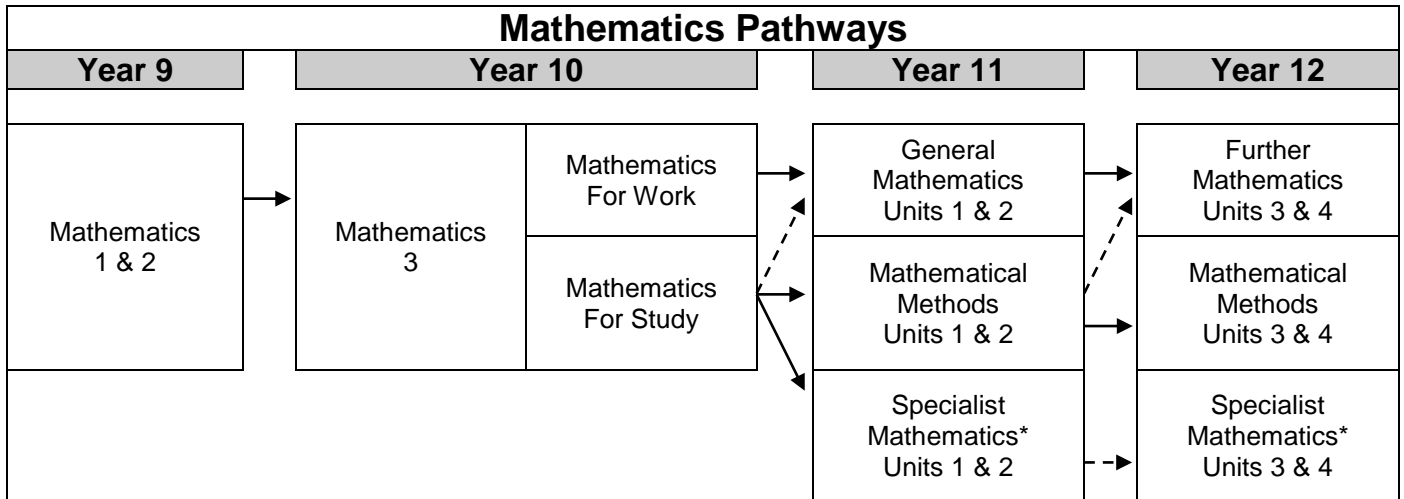 Mathematics Pathways
Year 9
Year 10
Year 11
Year 12
Mathematics
1 & 2
Mathematics
3
Mathematics
For Work
Mathematics
For Study
General
Mathematics
Units 1 & 2
Mathematical
Methods
Units 1 & 2
Specialist
Mathematics*
Units 1 & 2
Further
Mathematics
Units 3 & 4
Mathematical
Methods
Units 3 & 4
Specialist
Mathematics*
Units 3 & 4